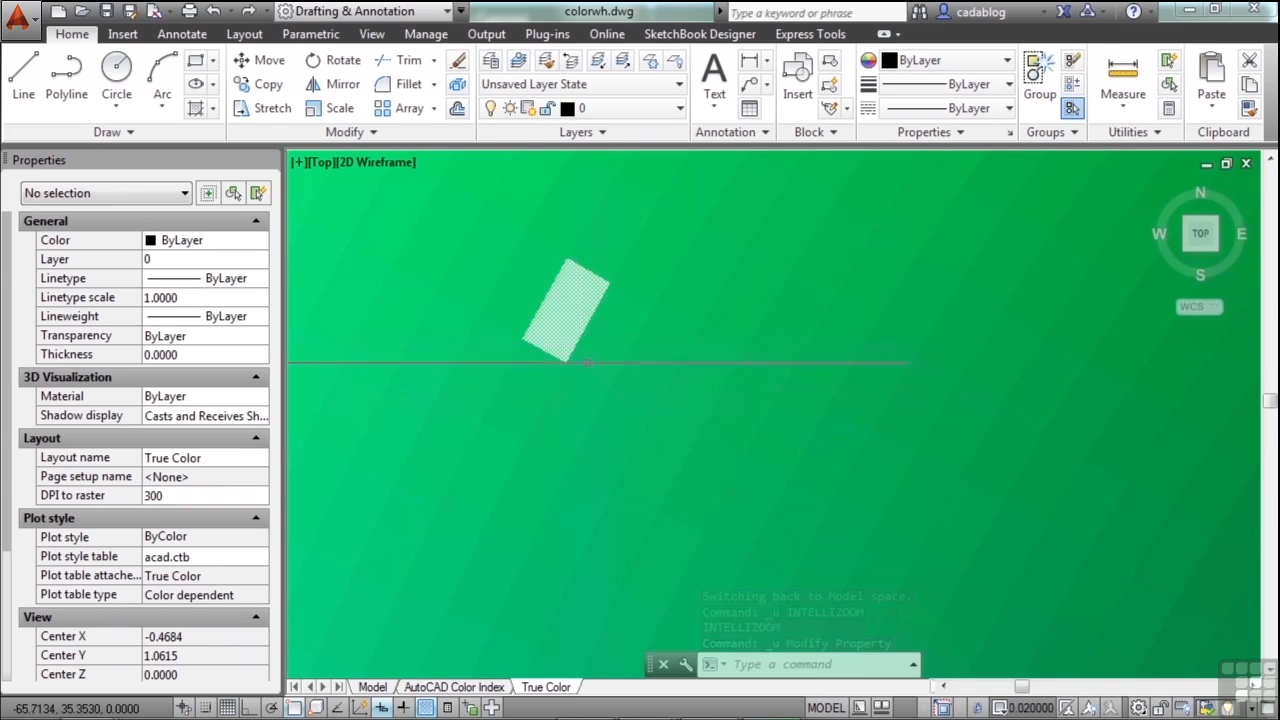 Drafting & Annotation
colorwh.dwg
Type a keyword or phrase
cadablog
Home Insert Annotate Layout Parametric View Manage Output Plug-ins Online SketchBook Designer Express Tools
Line Polyline Circle Arc
Move Rotate Trim
Copy Mirror Fillet
Stretch Scale Array
Unsaved Layer State
0
Text
Insert
ByLayer
ByLayer
ByLayer
Group
Measure
Paste
Draw Modify Layers Annotation Block Properties Groups Utilities Clipboard
Properties
No selection
General
Color ByLayer
Layer 0
Linetype ByLayer
Linetype scale 1.0000
Lineweight ByLayer
Transparency ByLayer
Thickness 0.0000
3D Visualization
Material ByLayer
Shadow display Casts and Receives Sh...
Layout
Layout name True Color
Page setup name <None>
DPI to raster 300
Plot style
Plot style ByColor
Plot style table acad.ctb
Plot table attache... True Color
Plot table type Color dependent
View
Center X -0.4684
Center Y 1.0615
Center Z 0.0000
[+][Top][2D Wireframe]
N
W TOP E
S
WCS
Switching back to Model space.
Command: _u INTELLIZOOM
INTELLIZOOM
Command: _u Modify Property
Type a command
Model AutoCAD Color Index True Color
-65.7134, 35.3530, 0.0000
MODEL
0.020000